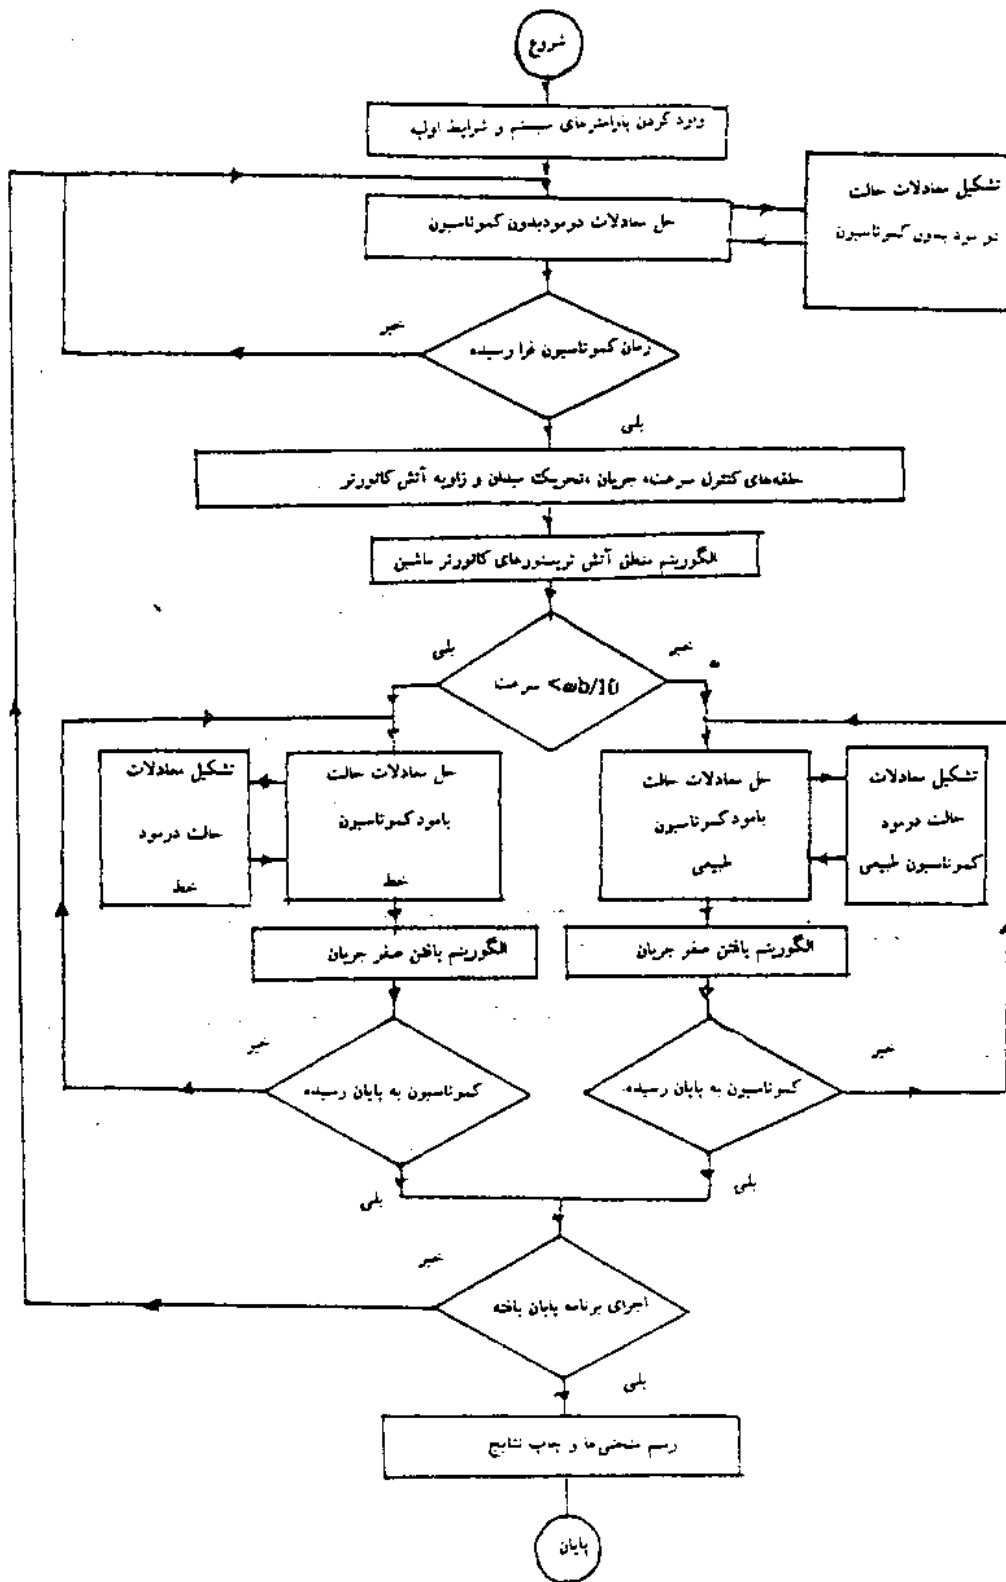 شروع
وارد کردن پارامترهای سیستم و شرایط اولیه
تشکیل معادلات حالت
در مود بدون کموتاسیون
حل معادلات درمودبدون کموتاسیون
خیر
زمان کموتاسیون فرا رسیده
بلی
حلقه‌های کنترل سرعت، جریان ،تحریک میدان و زاویه آتش کانورتر
الگوریتم منطق آتش تریستورهای کانورتر ماشین
بلی
خیر
سرعت <ωb/10
تشکیل معادلات
حالت درمود
خط
حل معادلات حالت
بامود کموتاسیون
خط
حل معادلات حالت
بامود کموتاسیون
طبیعی
تشکیل معادلات
حالت درمود
کموتاسیون طبیعی
الگوریتم یافتن صفر جریان
الگوریتم یافتن صفر جریان
خیر
خیر
کموتاسیون به پایان رسیده
کموتاسیون به پایان رسیده
بلی
بلی
خیر
اجرای برنامه پایان یافته
بلی
رسم منحنی‌ها و چاپ نتایج
پایان